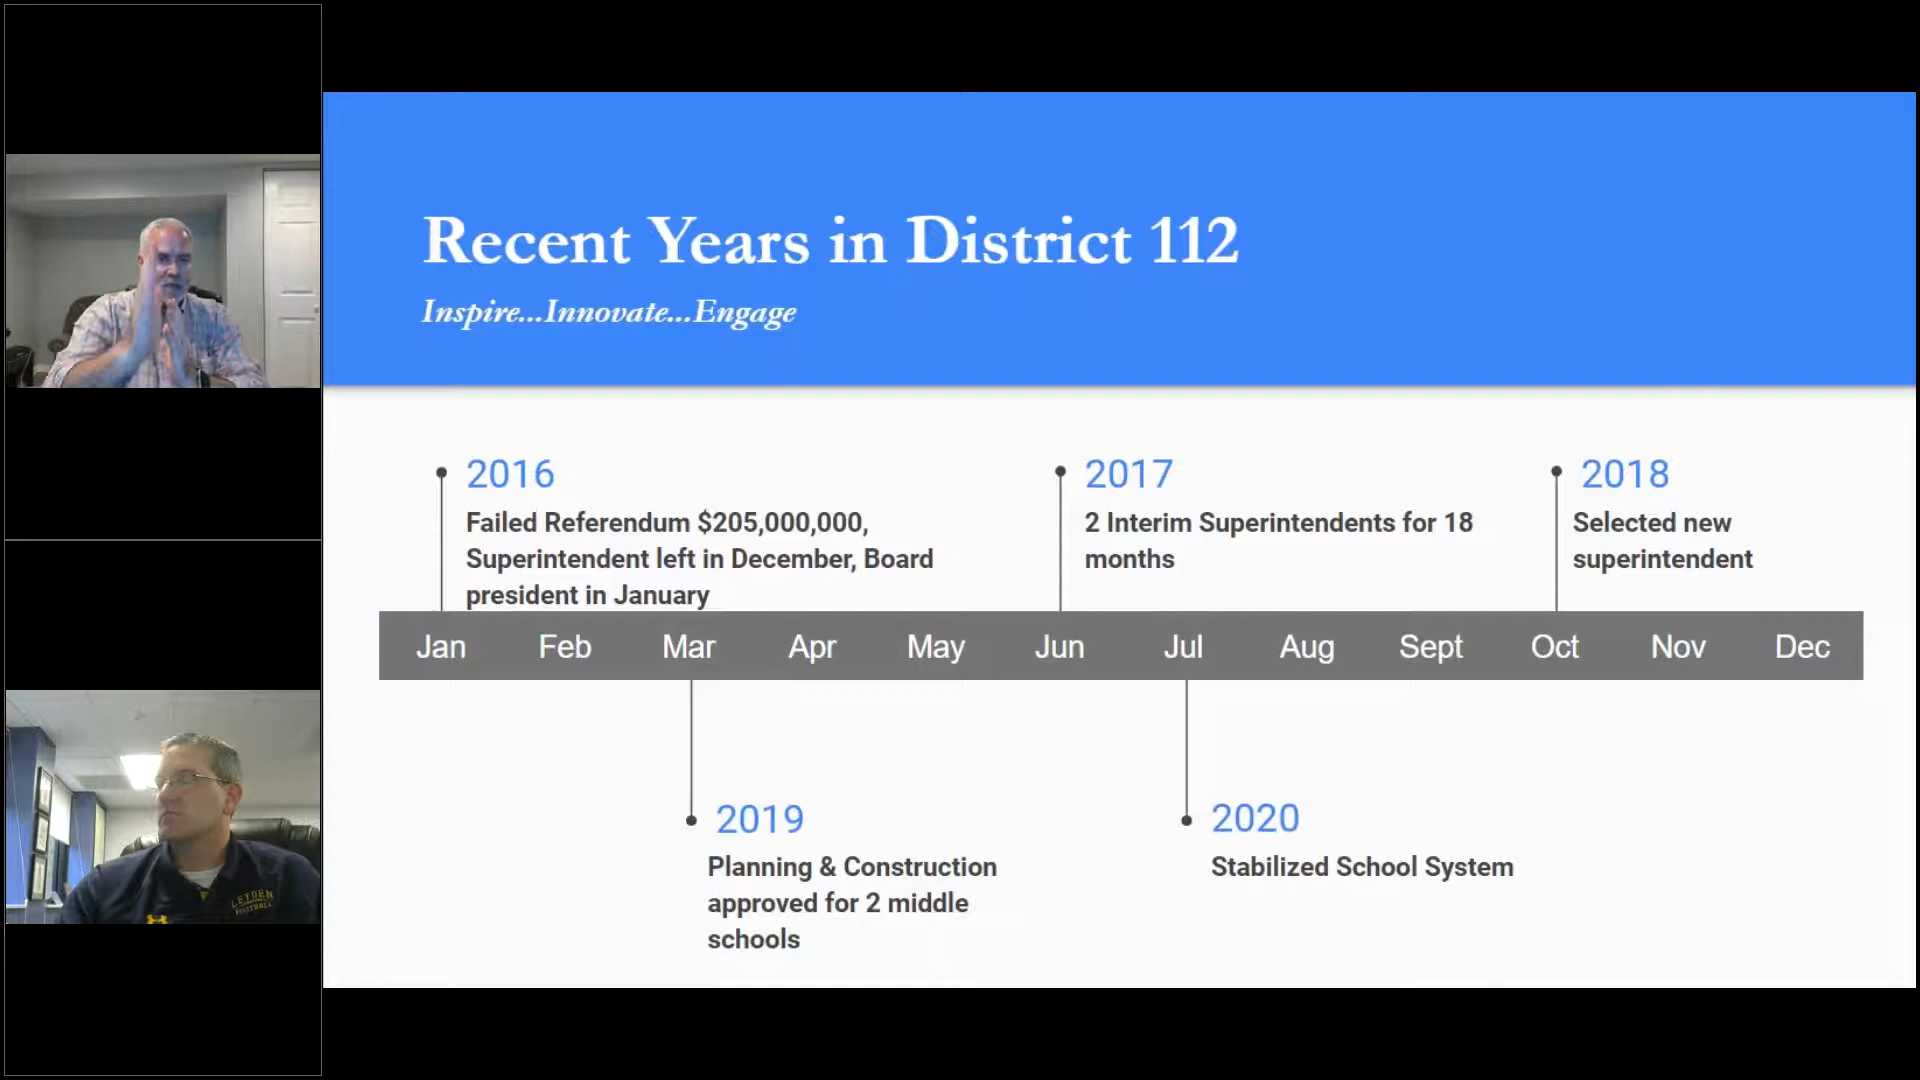 Recent Years in District 112
Inspire...Innovate...Engage
2016
Failed Referendum $205,000,000,
Superintendent left in December, Board
president in January
2017
2 Interim Superintendents for 18
months
2018
Selected new
superintendent
Jan Feb Mar Apr May Jun Jul Aug Sept Oct Nov Dec
2019
Planning & Construction
approved for 2 middle
schools
2020
Stabilized School System
LEYDEN
FOOTBALL